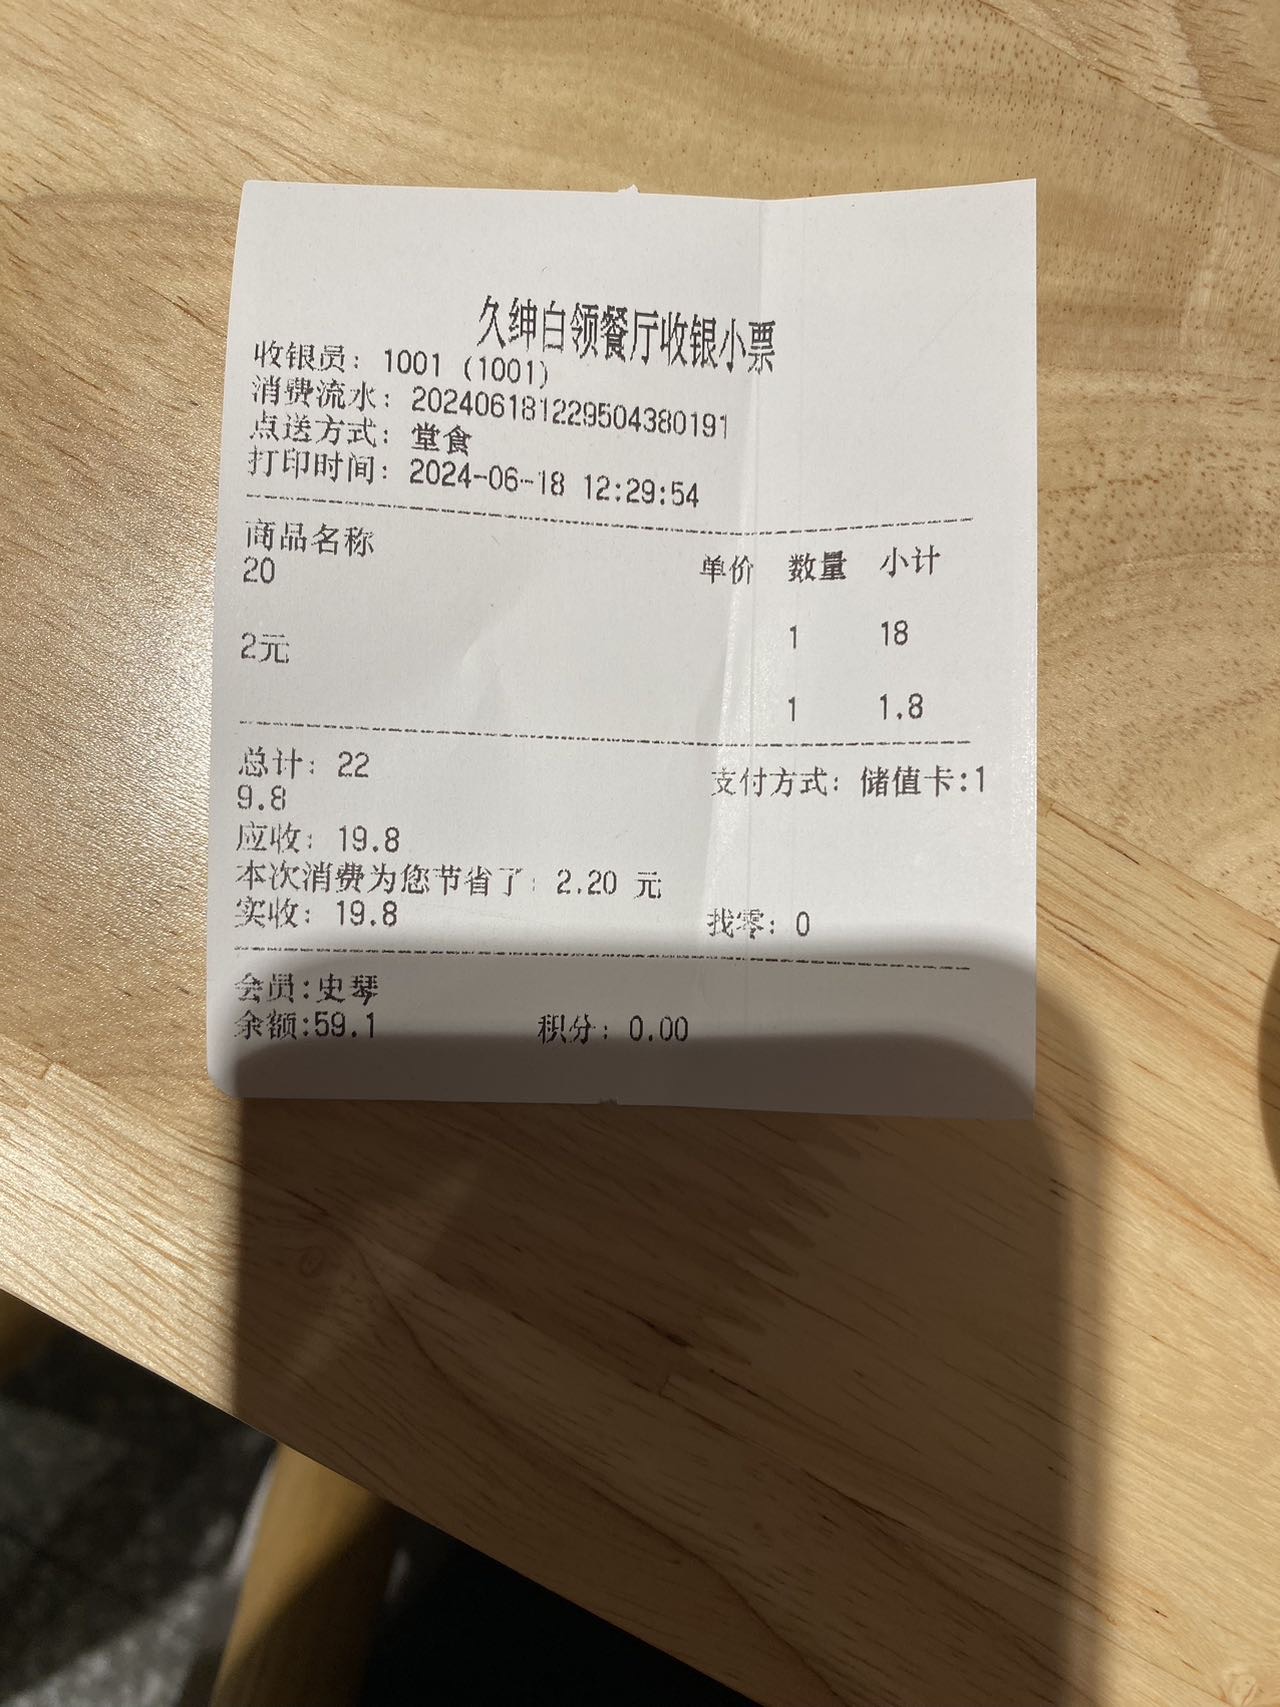 久绅白领餐厅收银小票
收银员: 1001 (1001)
消费流水: 2024061812229504380191
点送方式: 堂食
打印时间: 2024-06-18 12:29:54
商品名称 单价 数量 小计
20
1 18
2元
1 1.8
总计: 22 支付方式: 储值卡:1
9.8
应收: 19.8
本次消费为您节省了: 2.20 元
实收: 19.8 找零: 0
会员:史琴
余额:59.1 积分: 0.00